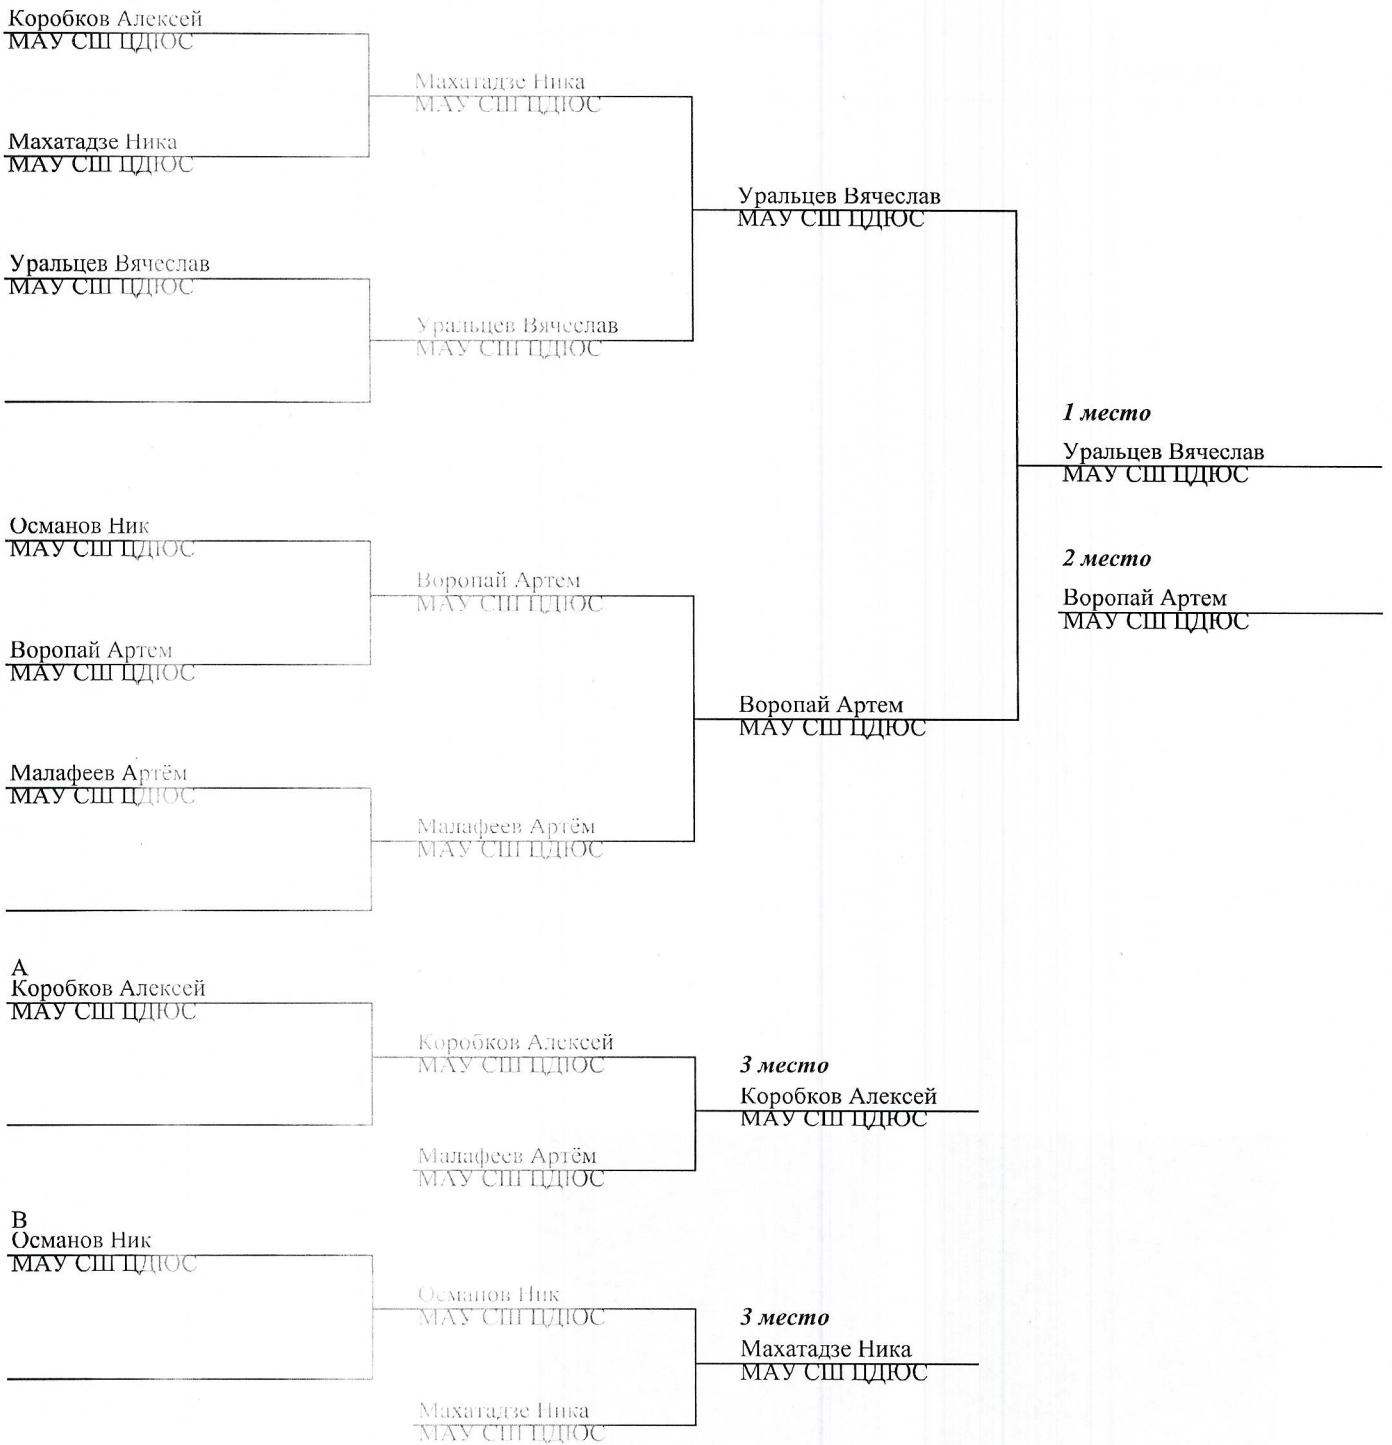 Коробков Алексей
МАУ СШ ЦДЮС
Махатадзе Ника
МАУ СШ ЦДЮС
Махатадзе Ника
МАУ СШ ЦДЮС
Уральцев Вячеслав
МАУ СШ ЦДЮС
Уральцев Вячеслав
МАУ СШ ЦДЮС
Уральцев Вячеслав
МАУ СШ ЦДЮС
1 место
Уральцев Вячеслав
МАУ СШ ЦДЮС
Османов Ник
МАУ СШ ЦДЮС
2 место
Воропай Артем
МАУ СШ ЦДЮС
Воропай Артем
МАУ СШ ЦДЮС
Воропай Артем
МАУ СШ ЦДЮС
Воропай Артем
МАУ СШ ЦДЮС
Малафеев Артём
МАУ СШ ЦДЮС
Малафеев Артём
МАУ СШ ЦДЮС
А
Коробков Алексей
МАУ СШ ЦДЮС
Коробков Алексей
МАУ СШ ЦДЮС
3 место
Коробков Алексей
МАУ СШ ЦДЮС
Малафеев Артём
МАУ СШ ЦДЮС
В
Османов Ник
МАУ СШ ЦДЮС
Османов Ник
МАУ СШ ЦДЮС
3 место
Махатадзе Ника
МАУ СШ ЦДЮС
Махатадзе Ника
МАУ СШ ЦДЮС